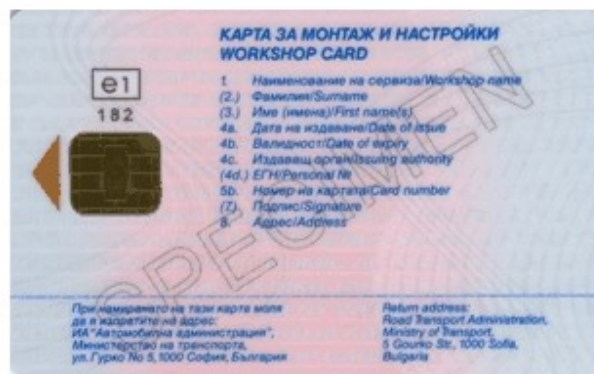 КАРТА ЗА МОНТАЖ И НАСТРОЙКИ
WORKSHOP CARD
e1
182
1. Наименование на сервиза/Workshop name
(2.) Фамилия/Surname
(3.) Име (имена)/First name(s)
4a. Дата на издаване/Date of issue
4b. Валидност/Date of expiry
4c. Издаващ орган/Issuing authority
(4d.) ЕГН/Personal №
5b. Номер на картата/Card number
(7.) Подпис/Signature
8. Адрес/Address
SPECIMEN
При намирането на тази карта моля
да я изпратите на адрес:
ИА "Автомобилна администрация",
Министерство на транспорта,
ул. Гурко No 5, 1000 София, България
Return address:
Road Transport Administration,
Ministry of Transport,
5 Gourko Str., 1000 Sofia,
Bulgaria